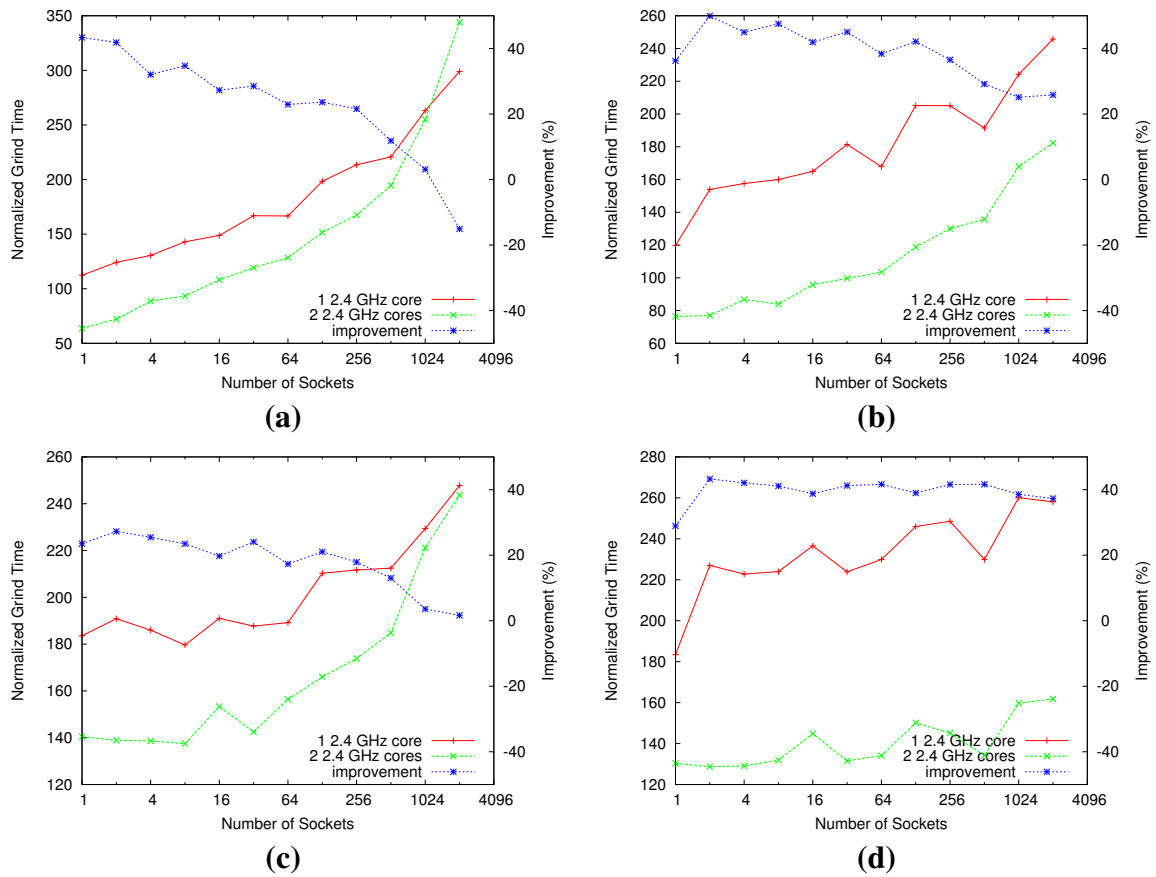 350
300
250
200
150
100
50
Normalized Grind Time
40
20
0
-20
-40
Improvement (%)
1 2.4 GHz core
2 2.4 GHz cores
improvement
1 4 16 64 256 1024 4096
Number of Sockets
(a)
260
240
220
200
180
160
140
120
100
80
60
Normalized Grind Time
40
20
0
-20
-40
Improvement (%)
1 2.4 GHz core
2 2.4 GHz cores
improvement
1 4 16 64 256 1024 4096
Number of Sockets
(b)
260
240
220
200
180
160
140
120
Normalized Grind Time
40
20
0
-20
-40
Improvement (%)
1 2.4 GHz core
2 2.4 GHz cores
improvement
1 4 16 64 256 1024 4096
Number of Sockets
(c)
280
260
240
220
200
180
160
140
120
Normalized Grind Time
40
20
0
-20
-40
Improvement (%)
1 2.4 GHz core
2 2.4 GHz cores
improvement
1 4 16 64 256 1024 4096
Number of Sockets
(d)